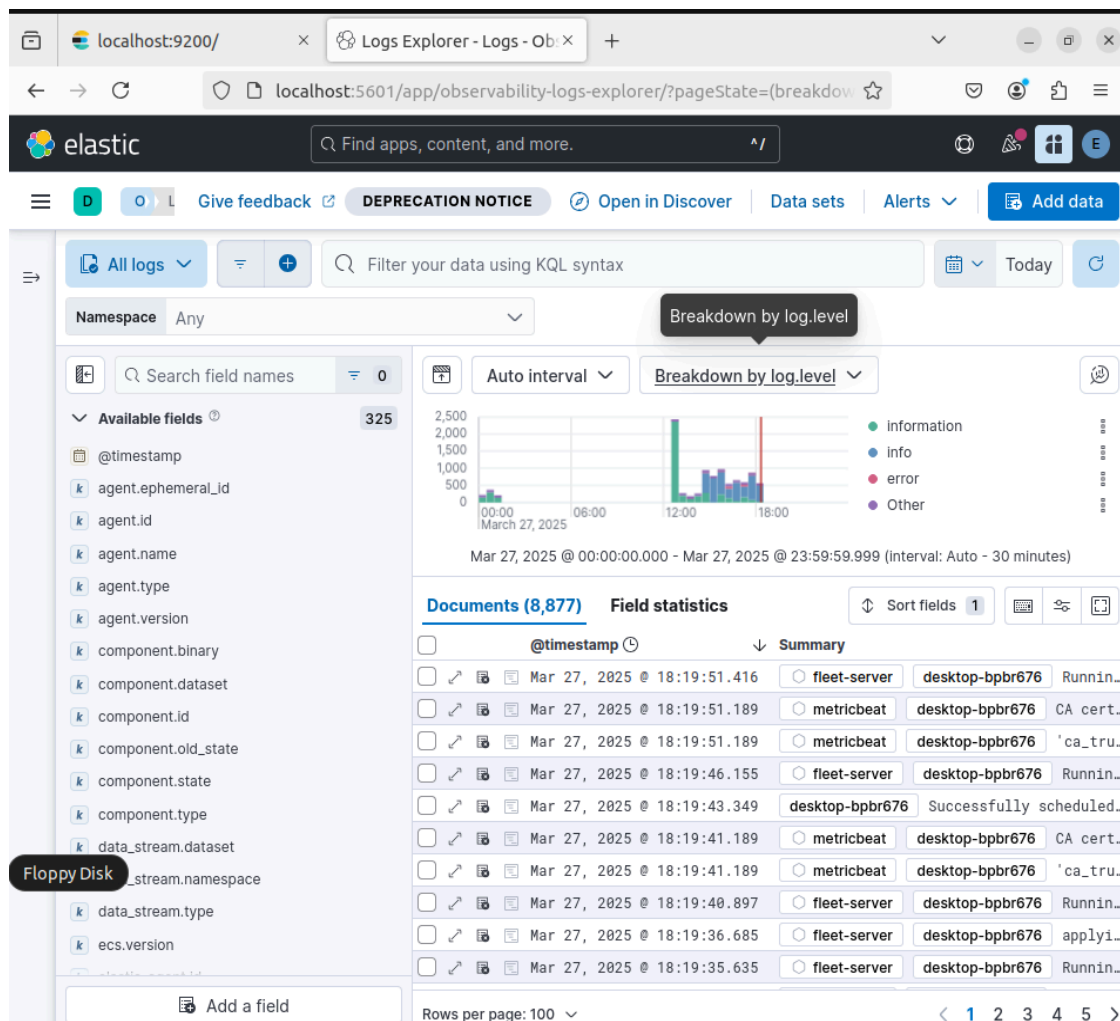 localhost:9200/
Logs Explorer - Logs - Ob
localhost:5601/app/observability-logs-explorer/?pageState=(breakdow
elastic
Find apps, content, and more.
^/
E
D
O
L
Give feedback
DEPRECATION NOTICE
Open in Discover
Data sets
Alerts
Add data
All logs
Filter your data using KQL syntax
Today
Namespace
Any
Breakdown by log.level
Search field names
0
Auto interval
Breakdown by log.level
Available fields
325
@timestamp
agent.ephemeral_id
agent.id
agent.name
agent.type
agent.version
component.binary
component.dataset
component.id
component.old_state
component.state
component.type
data_stream.dataset
Floppy Disk
_stream.namespace
data_stream.type
ecs.version
Add a field
2,500
2,000
1,500
1,000
500
0
00:00
06:00
12:00
18:00
March 27, 2025
information
info
error
Other
Mar 27, 2025 @ 00:00:00.000 - Mar 27, 2025 @ 23:59:59.999 (interval: Auto - 30 minutes)
Documents (8,877)
Field statistics
Sort fields 1
@timestamp
Summary
Mar 27, 2025 @ 18:19:51.416 fleet-server desktop-bpbr676 Runnin…
Mar 27, 2025 @ 18:19:51.189 metricbeat desktop-bpbr676 CA cert…
Mar 27, 2025 @ 18:19:51.189 metricbeat desktop-bpbr676 'ca_tru…
Mar 27, 2025 @ 18:19:46.155 fleet-server desktop-bpbr676 Runnin…
Mar 27, 2025 @ 18:19:43.349 desktop-bpbr676 Successfully scheduled…
Mar 27, 2025 @ 18:19:41.189 metricbeat desktop-bpbr676 CA cert…
Mar 27, 2025 @ 18:19:41.189 metricbeat desktop-bpbr676 'ca_tru…
Mar 27, 2025 @ 18:19:40.897 fleet-server desktop-bpbr676 Runnin…
Mar 27, 2025 @ 18:19:36.685 fleet-server desktop-bpbr676 applyi…
Mar 27, 2025 @ 18:19:35.635 fleet-server desktop-bpbr676 Runnin…
Rows per page: 100
1 2 3 4 5